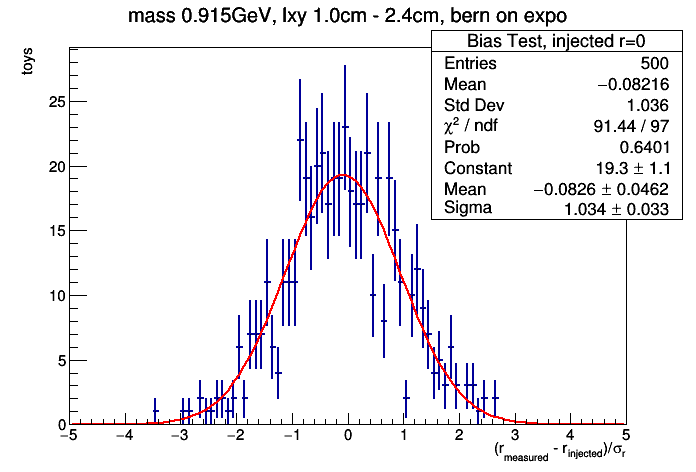 mass 0.915GeV, lxy 1.0cm - 2.4cm, bern on expo
toys
Bias Test, injected r=0
Entries 500
Mean −0.08216
Std Dev 1.036
χ² / ndf 91.44 / 97
Prob 0.6401
Constant 19.3 ± 1.1
Mean −0.0826 ± 0.0462
Sigma 1.034 ± 0.033
25
20
15
10
5
0
−5 −4 −3 −2 −1 0 1 2 3 4 5
(r_measured - r_injected)/σ_r